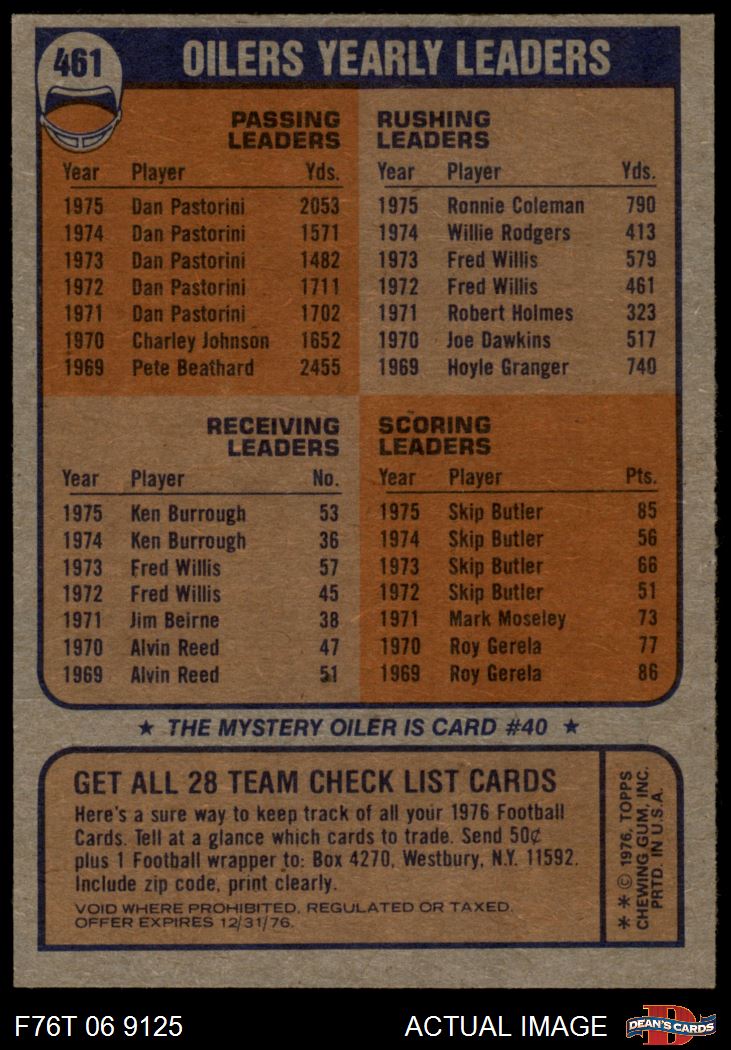 461
OILERS YEARLY LEADERS
PASSING
LEADERS
Year Player Yds.
1975 Dan Pastorini 2053
1974 Dan Pastorini 1571
1973 Dan Pastorini 1482
1972 Dan Pastorini 1711
1971 Dan Pastorini 1702
1970 Charley Johnson 1652
1969 Pete Beathard 2455
RUSHING
LEADERS
Year Player Yds.
1975 Ronnie Coleman 790
1974 Willie Rodgers 413
1973 Fred Willis 579
1972 Fred Willis 461
1971 Robert Holmes 323
1970 Joe Dawkins 517
1969 Hoyle Granger 740
RECEIVING
LEADERS
Year Player No.
1975 Ken Burrough 53
1974 Ken Burrough 36
1973 Fred Willis 57
1972 Fred Willis 45
1971 Jim Beirne 38
1970 Alvin Reed 47
1969 Alvin Reed 51
SCORING
LEADERS
Year Player Pts.
1975 Skip Butler 85
1974 Skip Butler 56
1973 Skip Butler 66
1972 Skip Butler 51
1971 Mark Moseley 73
1970 Roy Gerela 77
1969 Roy Gerela 86
★ THE MYSTERY OILER IS CARD #40 ★
GET ALL 28 TEAM CHECK LIST CARDS
Here's a sure way to keep track of all your 1976 Football
Cards. Tell at a glance which cards to trade. Send 50¢
plus 1 Football wrapper to: Box 4270, Westbury, N.Y. 11592.
Include zip code, print clearly.
VOID WHERE PROHIBITED, REGULATED OR TAXED.
OFFER EXPIRES 12/31/76.
* * © 1976, TOPPS
CHEWING GUM, INC.
PRTD. IN U.S.A.
F76T 06 9125
ACTUAL IMAGE
D
DEAN'S CARDS